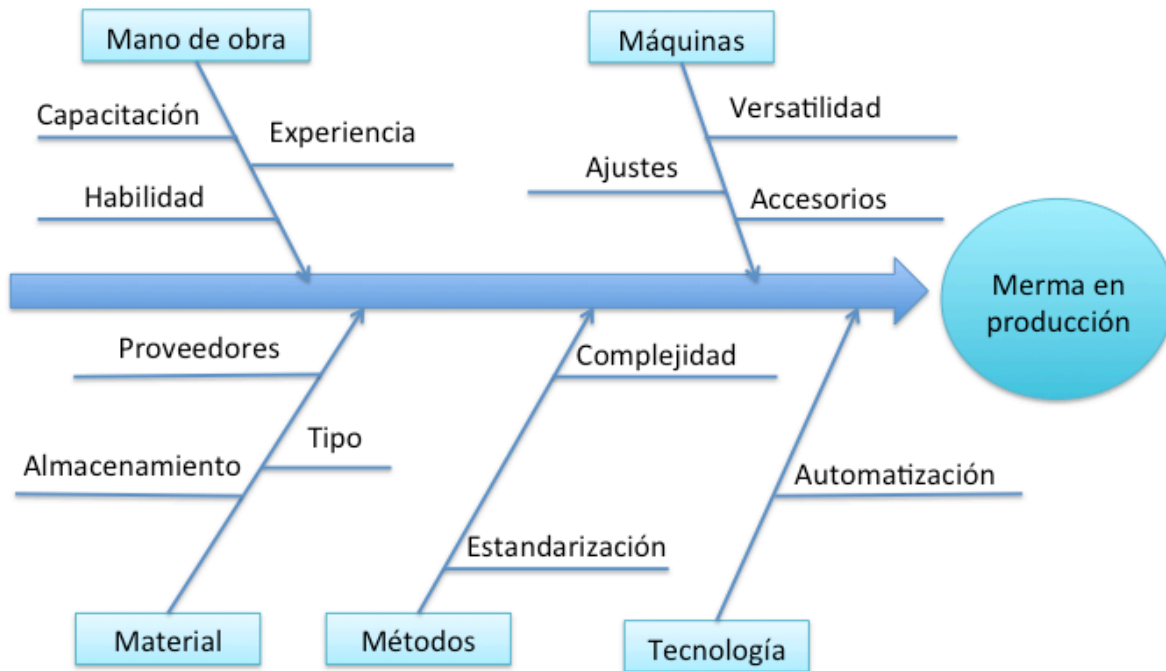 Mano de obra
Máquinas
Capacitación
Experiencia
Habilidad
Versatilidad
Ajustes
Accesorios
Merma en
producción
Proveedores
Complejidad
Almacenamiento
Tipo
Automatización
Estandarización
Material
Métodos
Tecnología